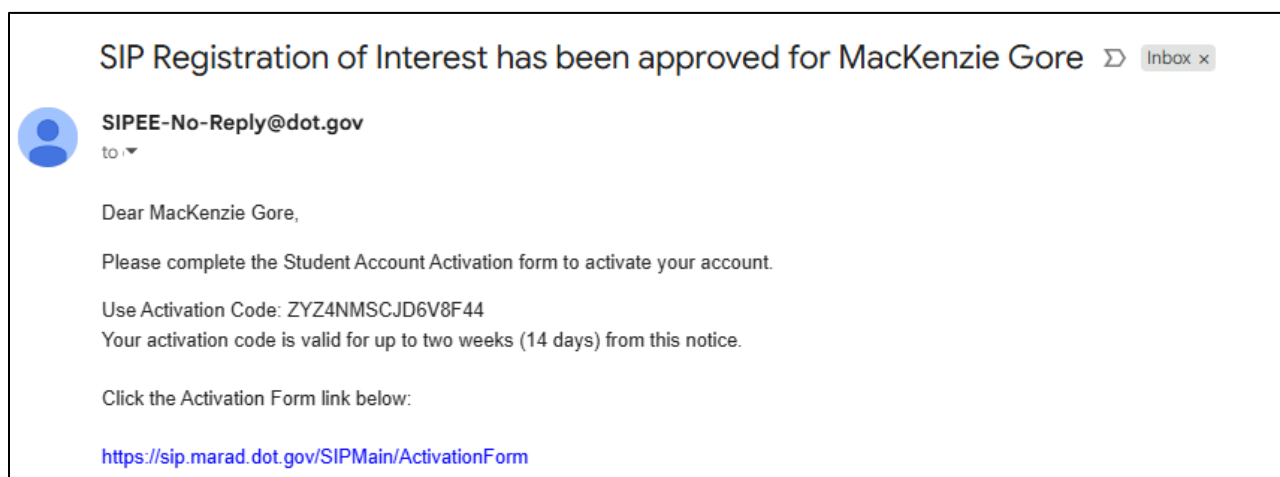 SIP Registration of Interest has been approved for MacKenzie Gore Inbox x
SIPEE-No-Reply@dot.gov
to
Dear MacKenzie Gore,
Please complete the Student Account Activation form to activate your account.
Use Activation Code: ZYZ4NMSCJD6V8F44
Your activation code is valid for up to two weeks (14 days) from this notice.
Click the Activation Form link below:
https://sip.marad.dot.gov/SIPMain/ActivationForm